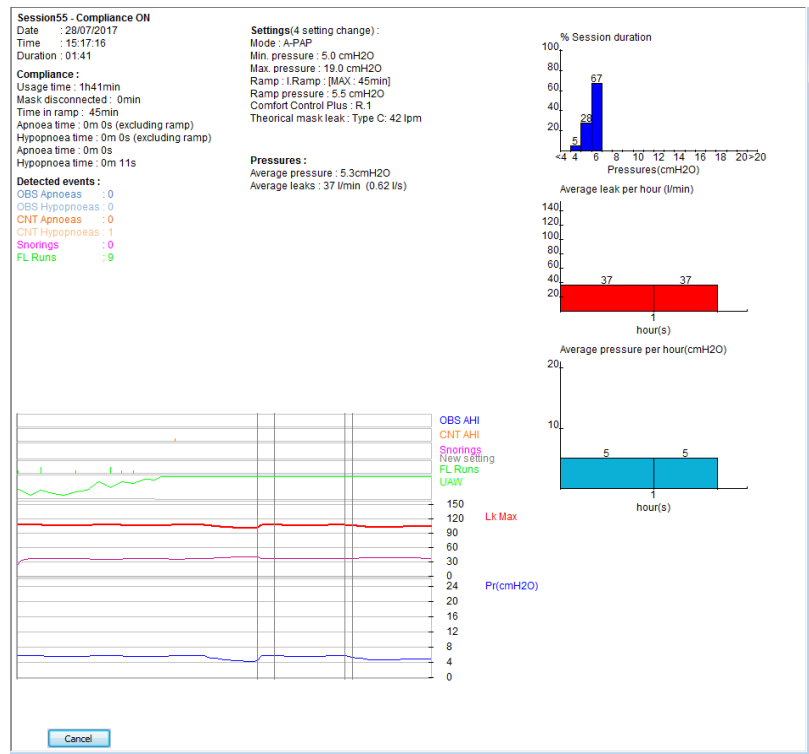 Session55 - Compliance ON
Date : 28/07/2017
Time : 15:17:16
Duration : 01:41
Compliance :
Usage time : 1h41min
Mask disconnected : 0min
Time in ramp : 45min
Apnoea time : 0m 0s (excluding ramp)
Hypopnoea time : 0m 0s (excluding ramp)
Apnoea time : 0m 0s
Hypopnoea time : 0m 11s
Detected events :
OBS Apnoeas : 0
OBS Hypopnoeas : 0
CNT Apnoeas : 0
CNT Hypopnoeas : 1
Snorings : 0
FL Runs : 9
Settings(4 setting change) :
Mode : A-PAP
Min. pressure : 5.0 cmH2O
Max. pressure : 19.0 cmH2O
Ramp : I.Ramp : [MAX : 45min]
Ramp pressure : 5.5 cmH2O
Comfort Control Plus : R.1
Theorical mask leak : Type C: 42 lpm
Pressures :
Average pressure : 5.3cmH2O
Average leaks : 37 l/min (0.62 l/s)
% Session duration
100
80
60
40
20
5
28
67
<4 4 6 8 10 12 14 16 18 20 >20
Pressures(cmH2O)
Average leak per hour (l/min)
140
120
100
80
60
40
20
37 37
1
hour(s)
Average pressure per hour(cmH2O)
20
10
5 5
1
hour(s)
OBS AHI
CNT AHI
Snorings
New setting
FL Runs
UAW
150
120
90
60
30
0
Lk Max
24
20
16
12
8
4
0
Pr(cmH2O)
Cancel